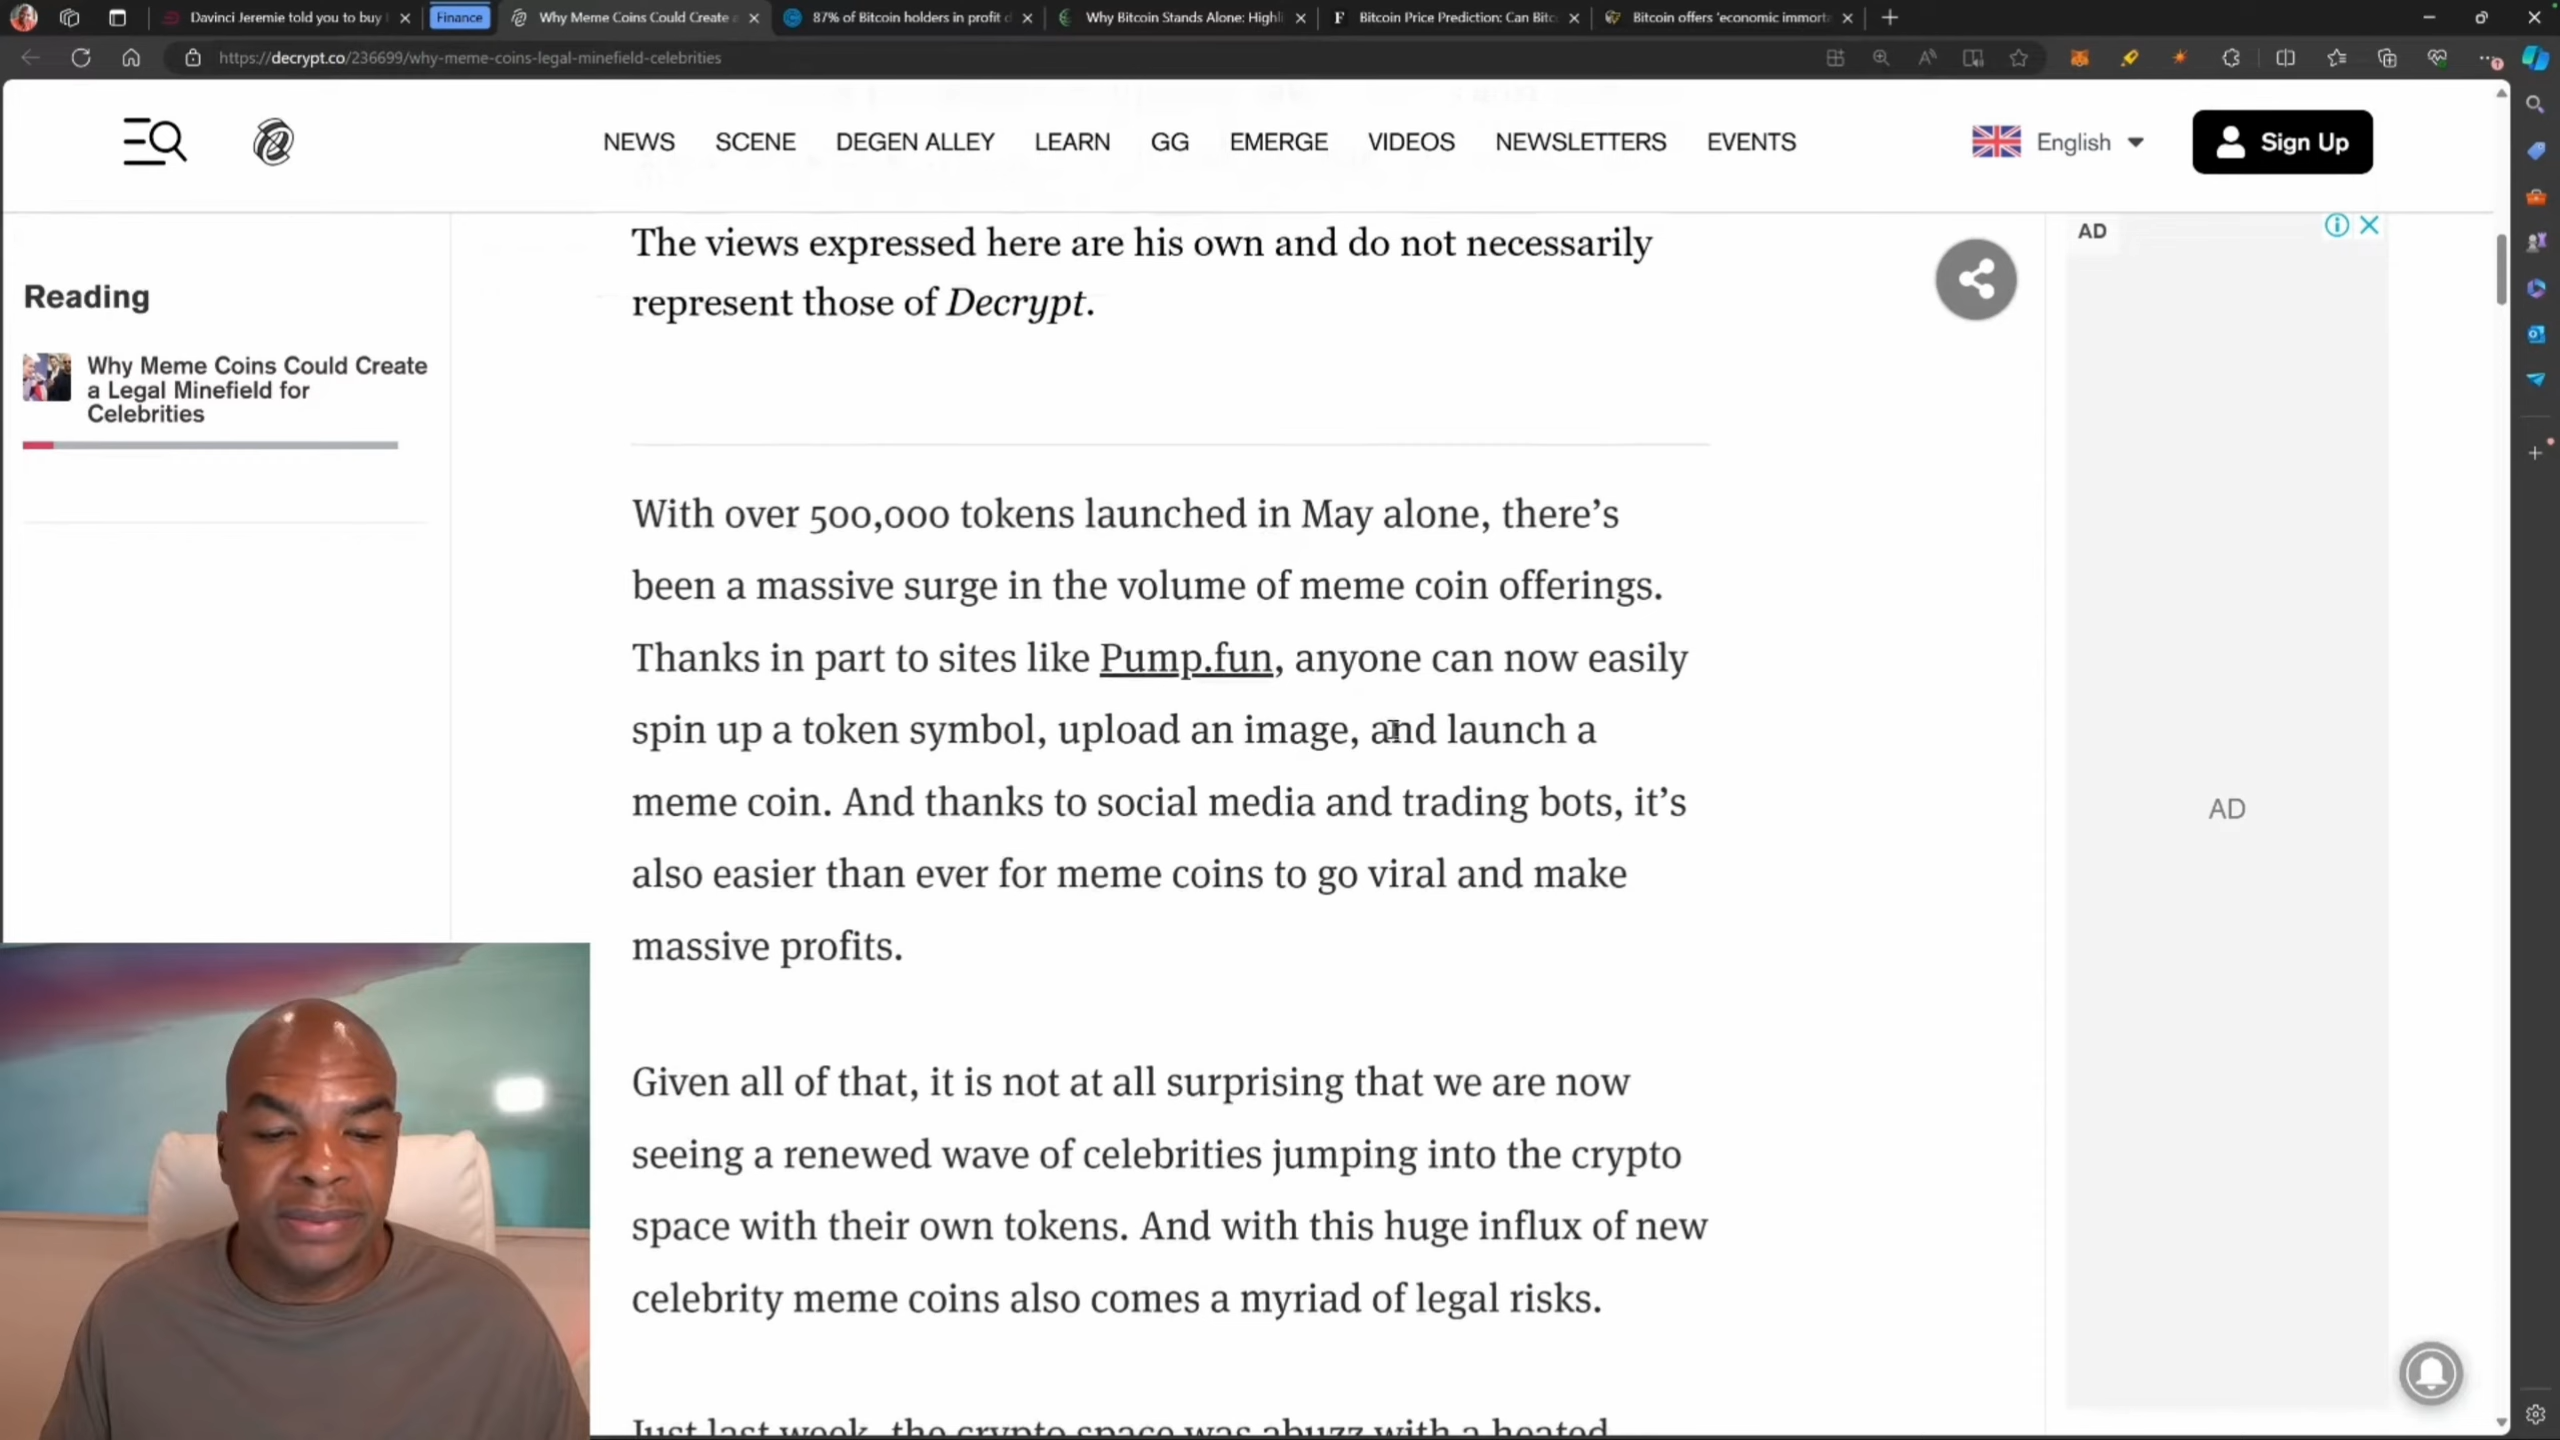 Davinci Jeremie told you to buy
Finance
Why Meme Coins Could Create a
87% of Bitcoin holders in profit
Why Bitcoin Stands Alone: Highl
Bitcoin Price Prediction: Can Bitc
Bitcoin offers 'economic immort
https://decrypt.co/236699/why-meme-coins-legal-minefield-celebrities
NEWS SCENE DEGEN ALLEY LEARN GG EMERGE VIDEOS NEWSLETTERS EVENTS
English
Sign Up
Reading
Why Meme Coins Could Create
a Legal Minefield for
Celebrities
The views expressed here are his own and do not necessarily
represent those of Decrypt.
With over 500,000 tokens launched in May alone, there's
been a massive surge in the volume of meme coin offerings.
Thanks in part to sites like Pump.fun, anyone can now easily
spin up a token symbol, upload an image, and launch a
meme coin. And thanks to social media and trading bots, it's
also easier than ever for meme coins to go viral and make
massive profits.
Given all of that, it is not at all surprising that we are now
seeing a renewed wave of celebrities jumping into the crypto
space with their own tokens. And with this huge influx of new
celebrity meme coins also comes a myriad of legal risks.
Just last week, the crypto space was abuzz with a heated
AD
AD